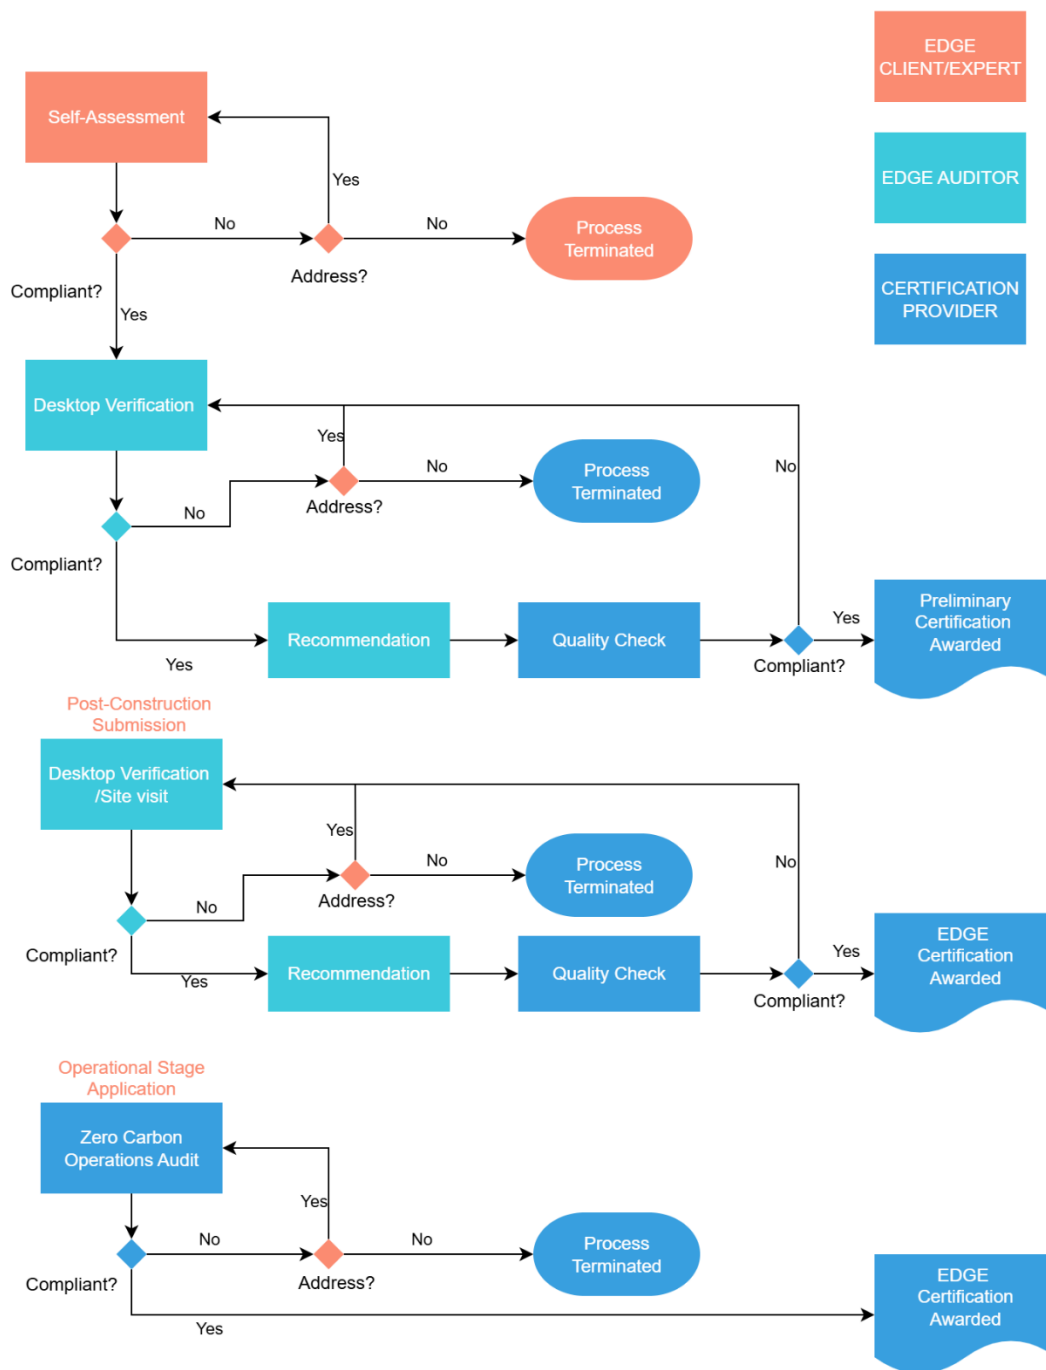 EDGE
CLIENT/EXPERT
Self-Assessment
Yes
EDGE AUDITOR
No
No
Process
Terminated
Address?
Compliant?
Yes
CERTIFICATION
PROVIDER
Desktop Verification
Yes
No
Process
Terminated
No
No
Address?
Compliant?
Preliminary
Certification
Awarded
Yes
Recommendation
Quality Check
Compliant?
Yes
Post-Construction
Submission
Desktop Verification
/Site visit
Yes
No
Process
Terminated
No
No
Address?
Compliant?
EDGE
Certification
Awarded
Yes
Yes
Recommendation
Quality Check
Compliant?
Operational Stage
Application
Zero Carbon
Operations Audit
Yes
No
No
Process
Terminated
Compliant?
Address?
EDGE
Certification
Awarded
Yes